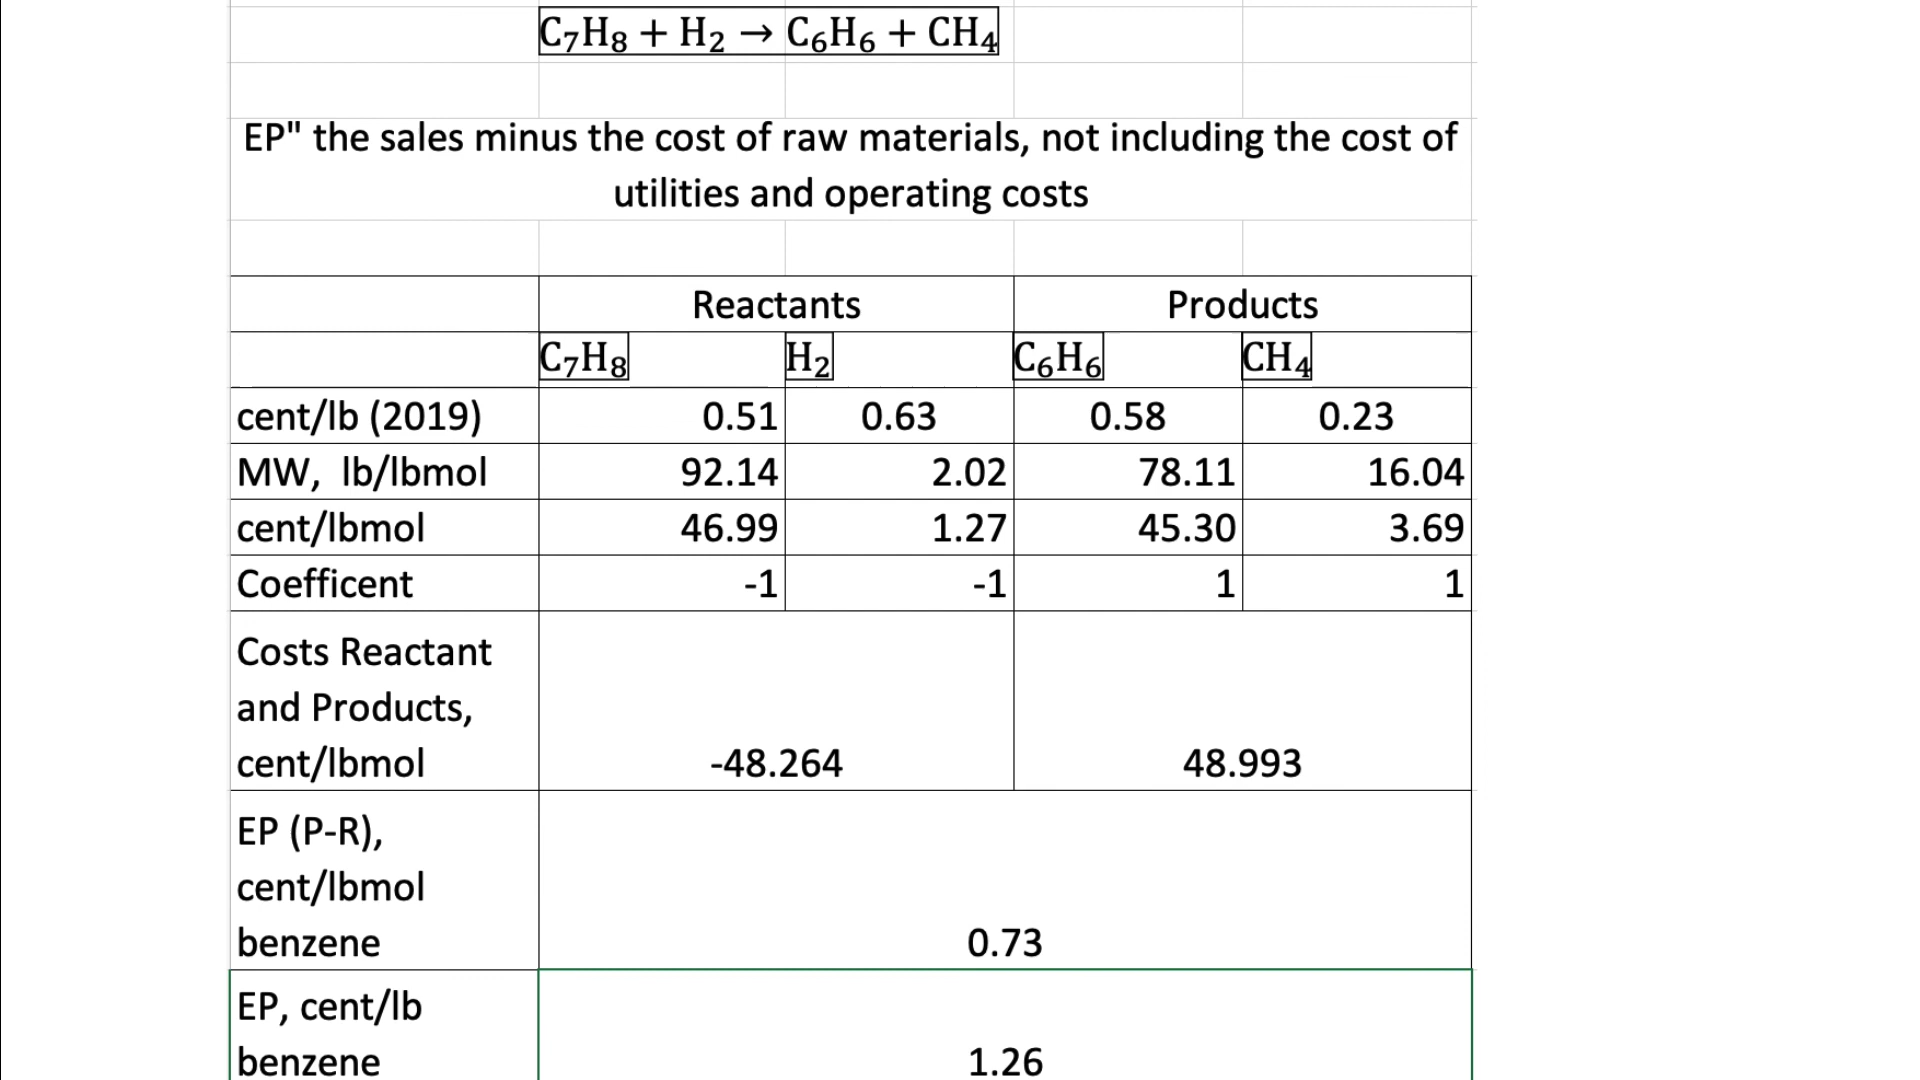 C₇H₈ + H₂ → C₆H₆ + CH₄
EP" the sales minus the cost of raw materials, not including the cost of
utilities and operating costs
Reactants Products
C₇H₈ H₂ C₆H₆ CH₄
cent/lb (2019) 0.51 0.63 0.58 0.23
MW, lb/lbmol 92.14 2.02 78.11 16.04
cent/lbmol 46.99 1.27 45.30 3.69
Coefficent -1 -1 1 1
Costs Reactant
and Products,
cent/lbmol -48.264 48.993
EP (P-R),
cent/lbmol
benzene 0.73
EP, cent/lb
benzene 1.26